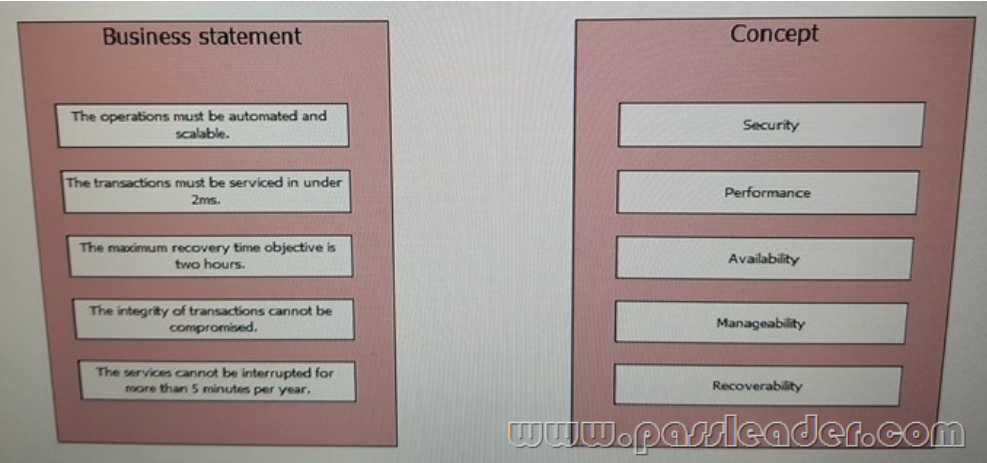 Business statement
The operations must be automated and
scalable.
The transactions must be serviced in under
2ms.
The maximum recovery time objective is
two hours.
The integrity of transactions cannot be
compromised.
The services cannot be interrupted for
more than 5 minutes per year.
Concept
Security
Performance
Availability
Manageability
Recoverability
www.passleader.com